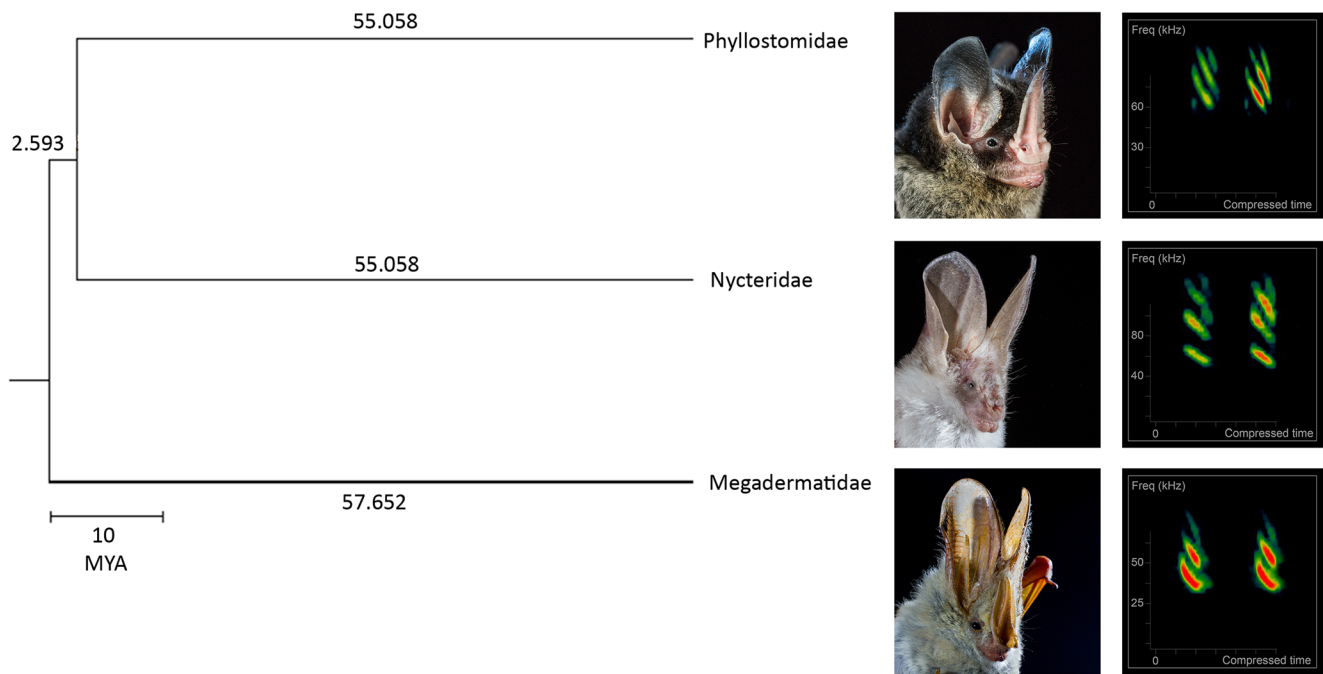 55.058
Phyllostomidae
2.593
55.058
Nycteridae
Megadermatidae
57.652
10
MYA
Freq (kHz)
60
30
0
Compressed time
Freq (kHz)
80
40
0
Compressed time
Freq (kHz)
50
25
0
Compressed time